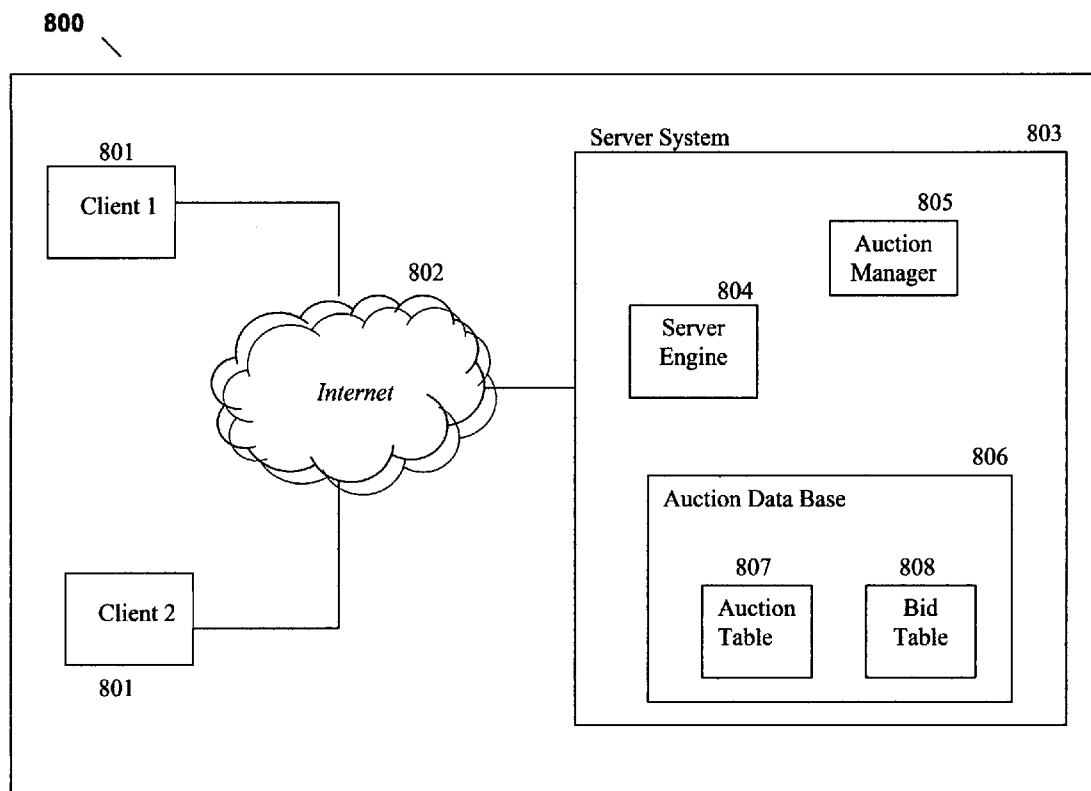 800
801
Client 1
802
Internet
Client 2
801
Server System
803
805
Auction
Manager
804
Server
Engine
806
Auction Data Base
807
Auction
Table
808
Bid
Table